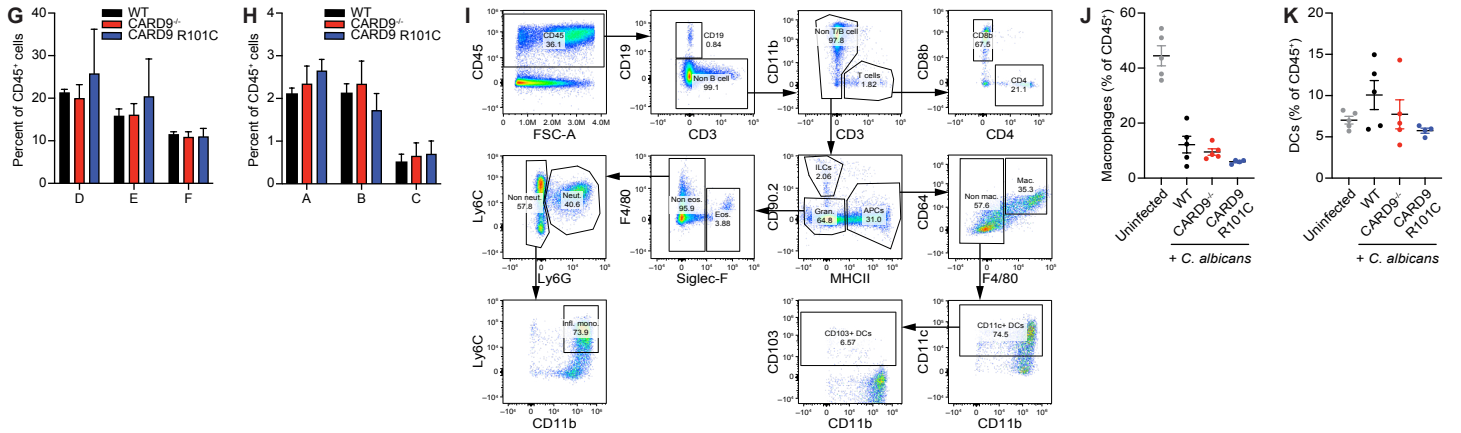 G
WT
CARD9⁻/⁻
CARD9 R101C
Percent of CD45⁺ cells
40
30
20
10
0
D
E
F
H
WT
CARD9⁻/⁻
CARD9 R101C
Percent of CD45⁺ cells
4
3
2
1
0
A
B
C
I
CD45
CD45
36.1
1.0M
2.0M
3.0M
4.0M
FSC-A
CD19
CD19
0.84
Non B cell
99.1
CD3
CD11b
Non T/B cell
97.8
T cells
1.82
CD3
CD8b
CD8b
67.5
CD4
21.1
CD4
Ly6C
Non neut.
57.8
Neut.
40.6
Ly6G
F4/80
Non eos.
95.9
Eos.
3.88
Siglec-F
CD90.2
ILCs
2.06
Gran.
64.8
APCs
31.0
MHCII
CD64
Non mac.
57.6
Mac.
35.3
F4/80
Ly6C
Infl. mono.
73.9
CD11b
CD103
CD103+ DCs
6.57
CD11b
CD11c
CD11c+ DCs
74.5
CD11b
J
Macrophages (% of CD45⁺)
60
40
20
0
Uninfected
WT
CARD9⁻/⁻
CARD9
R101C
+ C. albicans
K
DCs (% of CD45⁺)
20
15
10
5
0
Uninfected
WT
CARD9⁻/⁻
CARD9
R101C
+ C. albicans